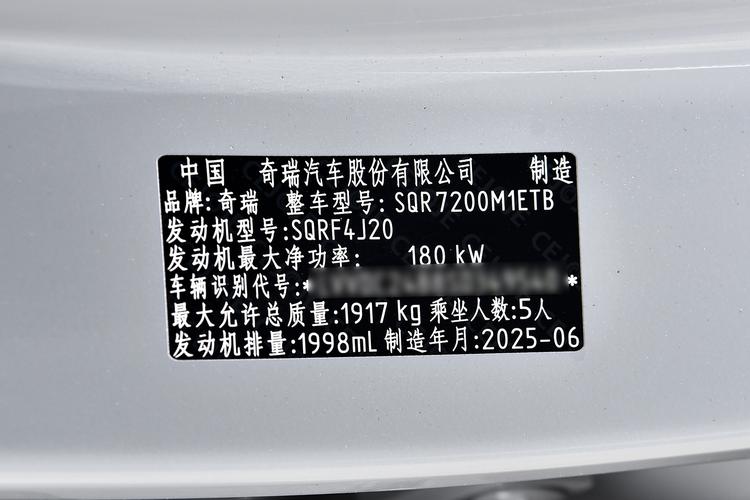 中国 奇瑞汽车股份有限公司 制造
品牌:奇瑞 整车型号:SQR7200M1ETB
发动机型号:SQRF4J20
发动机最大净功率: 180 kW
车辆识别代号:* *
最大允许总质量:1917 kg 乘坐人数:5人
发动机排量:1998mL 制造年月:2025-06